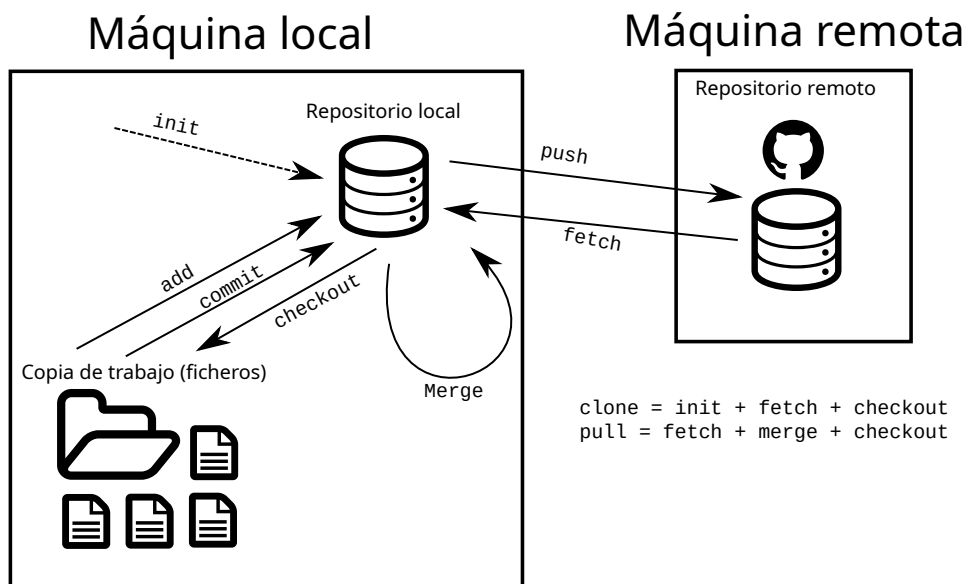 Máquina local
Máquina remota
Repositorio local
Repositorio remoto
init
push
fetch
add
commit
checkout
Copia de trabajo (ficheros)
Merge
clone = init + fetch + checkout
pull = fetch + merge + checkout